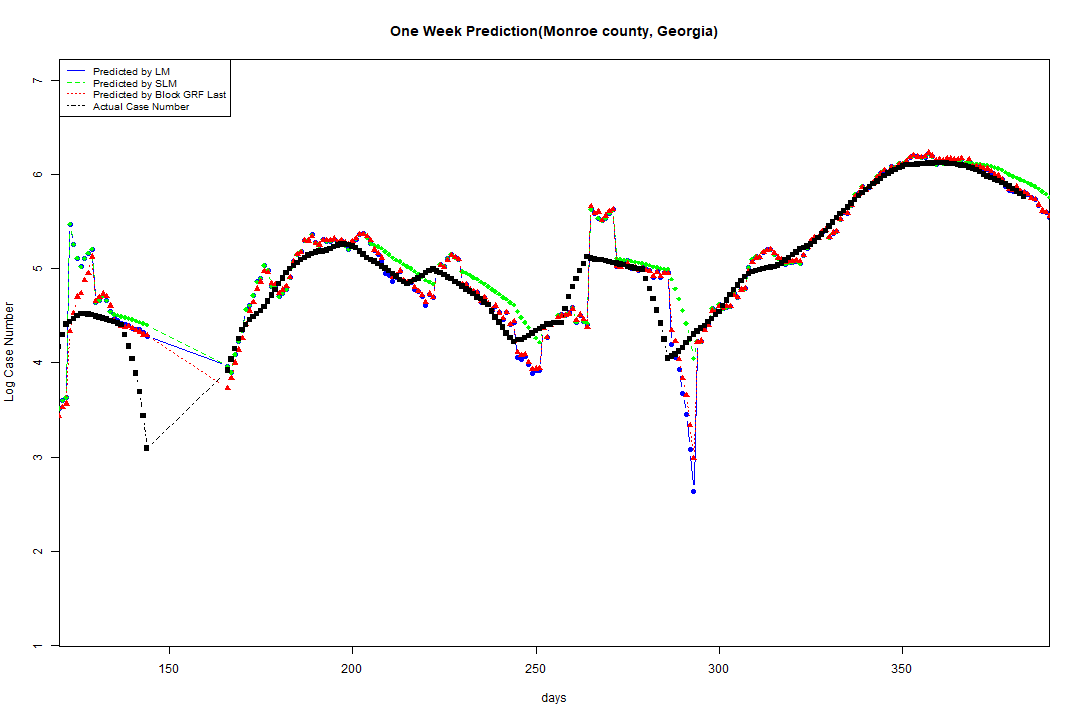 One Week Prediction(Monroe county, Georgia)
Predicted by LM
Predicted by SLM
Predicted by Block GRF Last
Actual Case Number
7
6
5
4
3
2
1
Log Case Number
150 200 250 300 350
days